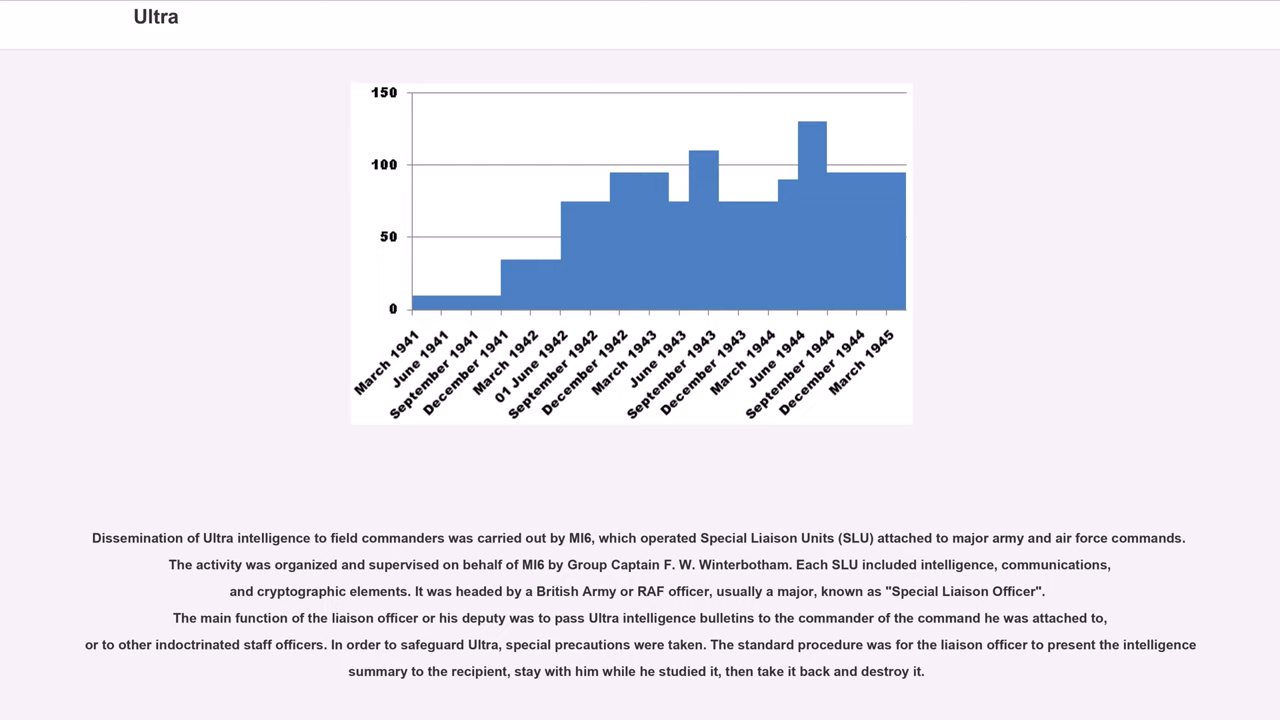 Ultra
150
100
50
0
March 1941
June 1941
September 1941
December 1941
March 1942
01 June 1942
September 1942
December 1942
March 1943
June 1943
September 1943
December 1943
March 1944
June 1944
September 1944
December 1944
March 1945
Dissemination of Ultra intelligence to field commanders was carried out by MI6, which operated Special Liaison Units (SLU) attached to major army and air force commands.
The activity was organized and supervised on behalf of MI6 by Group Captain F. W. Winterbotham. Each SLU included intelligence, communications,
and cryptographic elements. It was headed by a British Army or RAF officer, usually a major, known as "Special Liaison Officer".
The main function of the liaison officer or his deputy was to pass Ultra intelligence bulletins to the commander of the command he was attached to,
or to other indoctrinated staff officers. In order to safeguard Ultra, special precautions were taken. The standard procedure was for the liaison officer to present the intelligence
summary to the recipient, stay with him while he studied it, then take it back and destroy it.